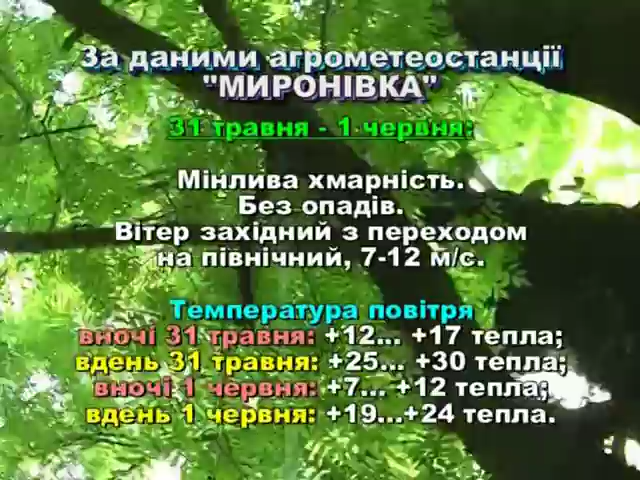 За даними агрометеостанції
"МИРОНІВКА"
31 травня - 1 червня:
Мінлива хмарність.
Без опадів.
Вітер західний з переходом
на північний, 7-12 м/с.
Температура повітря
вночі 31 травня: +12... +17 тепла;
вдень 31 травня: +25... +30 тепла;
вночі 1 червня: +7... +12 тепла;
вдень 1 червня: +19...+24 тепла.